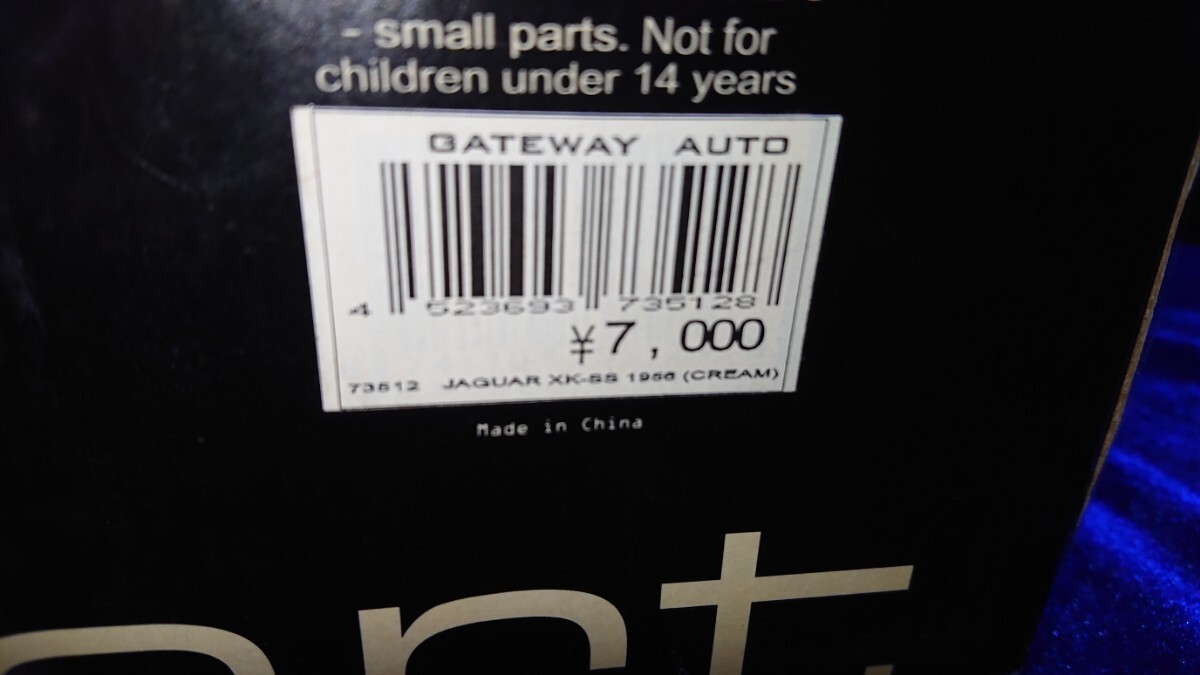 - small parts. Not for
children under 14 years
GATEWAY AUTO
4 523693 735128
¥7,000
73512 JAGUAR XK-SS 1956 (CREAM)
Made in China
art